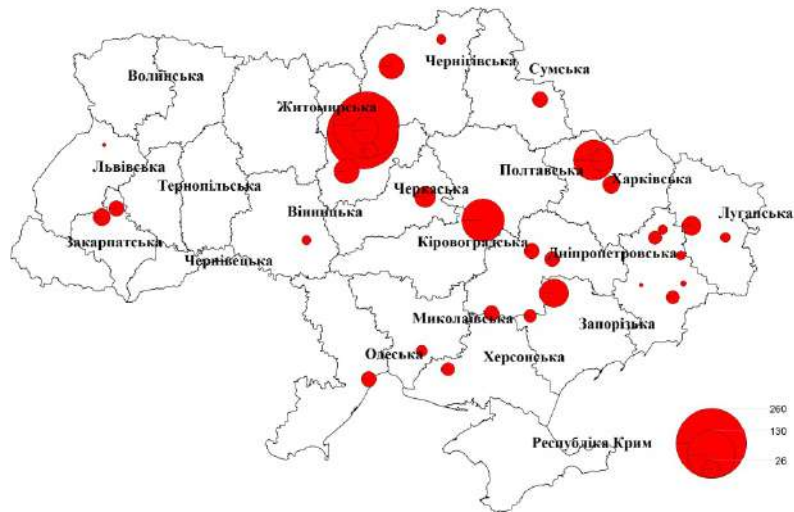 Чернігівська
Сумська
Волинська
Житомирська
Полтавська
Харківська
Львівська
Тернопільська
Черкаська
Вінницька
Луганська
Закарпатська
Кіровоградська
Дніпропетровська
Чернівецька
Миколаївська
Запорізька
Одеська
Херсонська
Республіка Крим
260
130
26